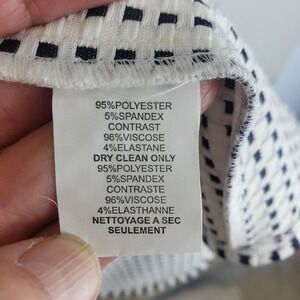 95%POLYESTER
5%SPANDEX
CONTRAST
96%VISCOSE
4%ELASTANE
DRY CLEAN ONLY
95%POLYESTER
5%SPANDEX
CONTRASTE
96%VISCOSE
4%ELASTHANNE
NETTOYAGE A SEC
SEULEMENT